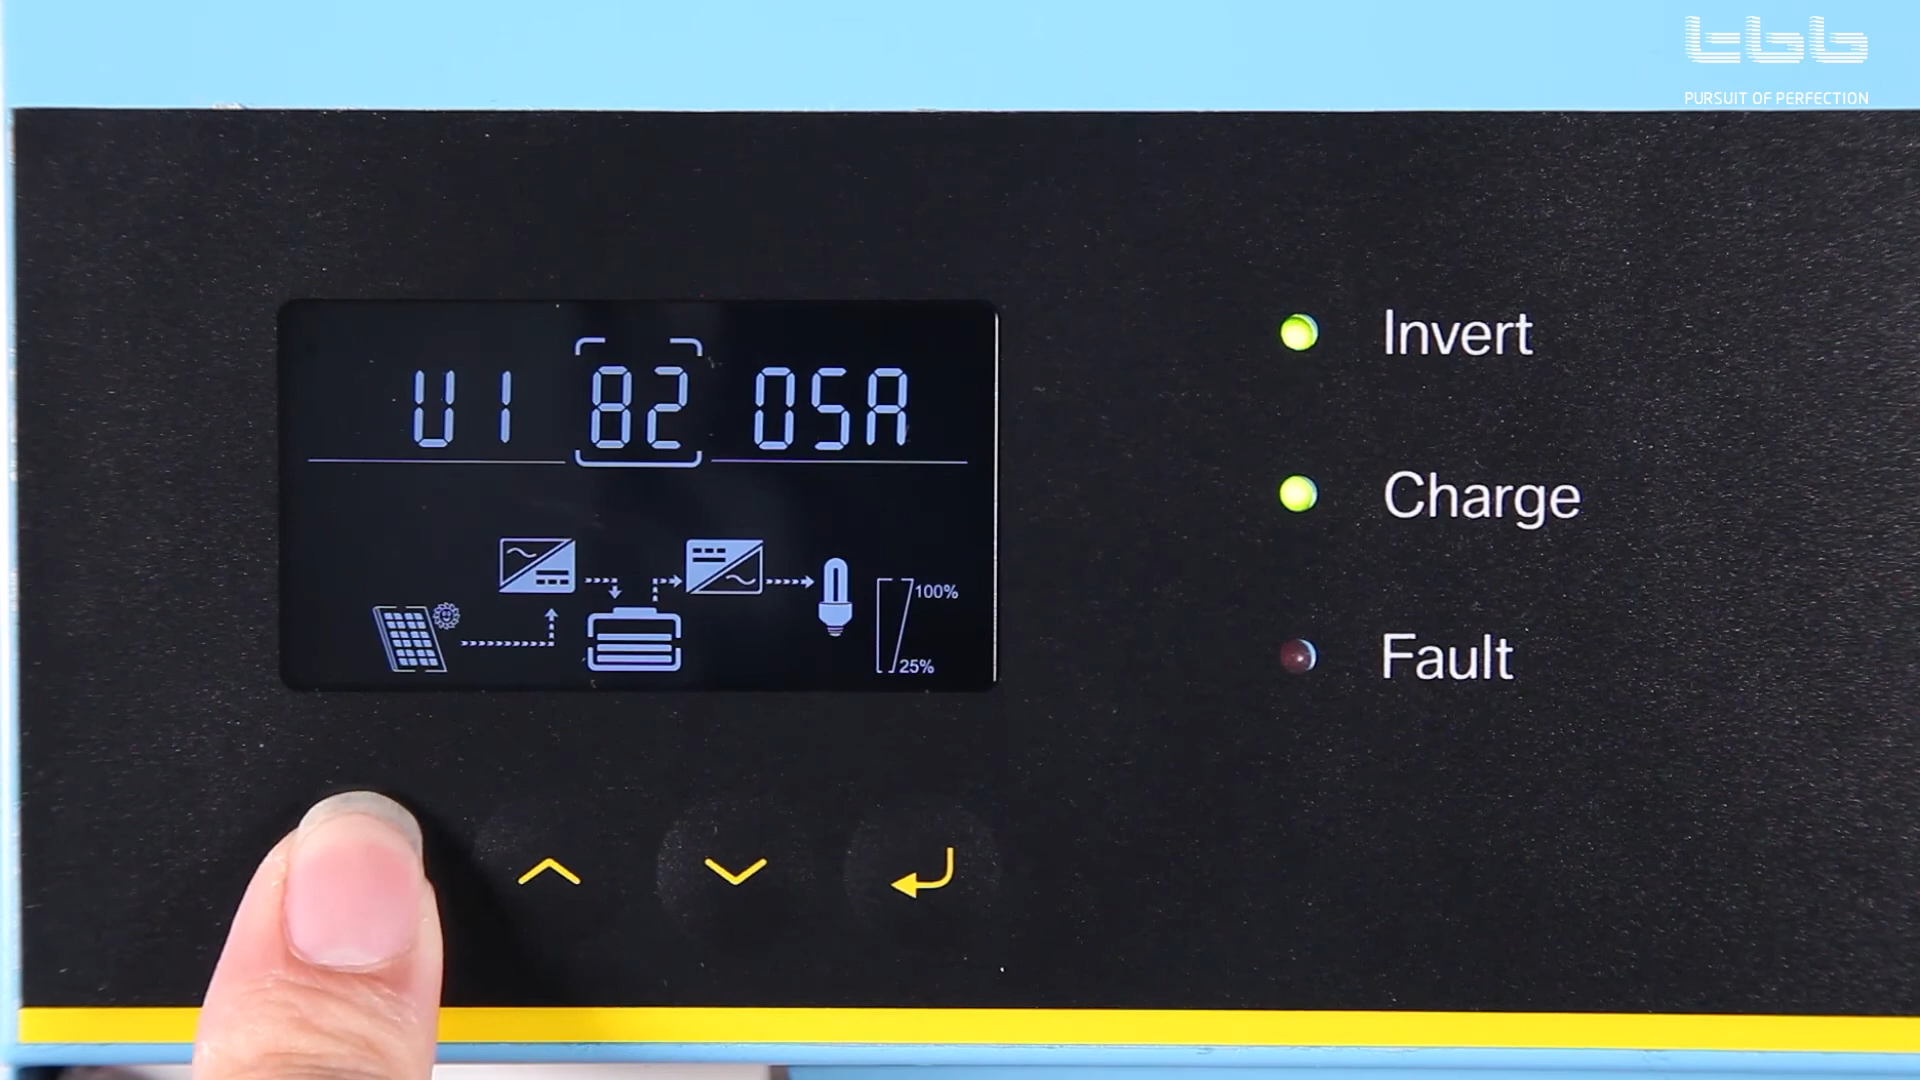 tbb
PURSUIT OF PERFECTION
U1 82 05A
Invert
Charge
100%
25%
Fault